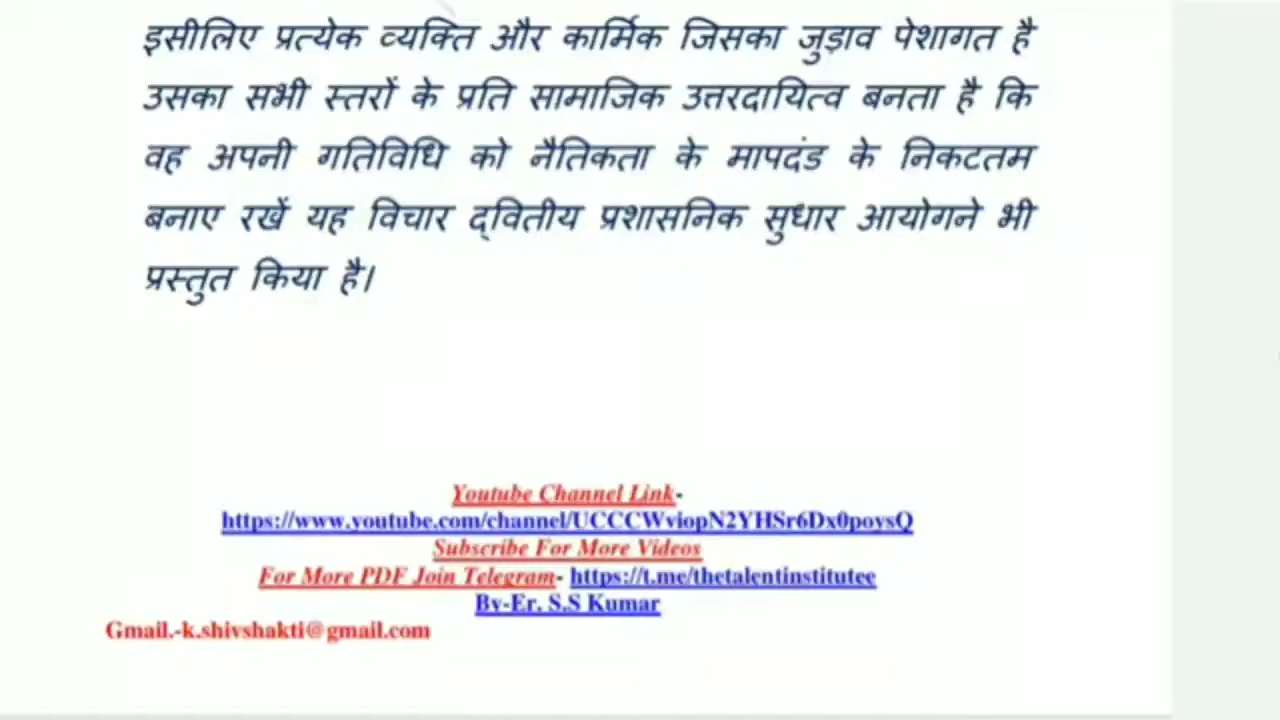 इसीलिए प्रत्येक व्यक्ति और कार्मिक जिसका जुड़ाव पेशागत है
उसका सभी स्तरों के प्रति सामाजिक उत्तरदायित्व बनता है कि
वह अपनी गतिविधि को नैतिकता के मापदंड के निकटतम
बनाए रखें यह विचार द्वितीय प्रशासनिक सुधार आयोगने भी
प्रस्तुत किया है।
Youtube Channel Link-
https://www.youtube.com/channel/UCCCWviopN2YHSr6Dx0poysQ
Subscribe For More Videos
For More PDF Join Telegram- https://t.me/thetalentinstitutee
By-Er. S.S Kumar
Gmail.-k.shivshakti@gmail.com